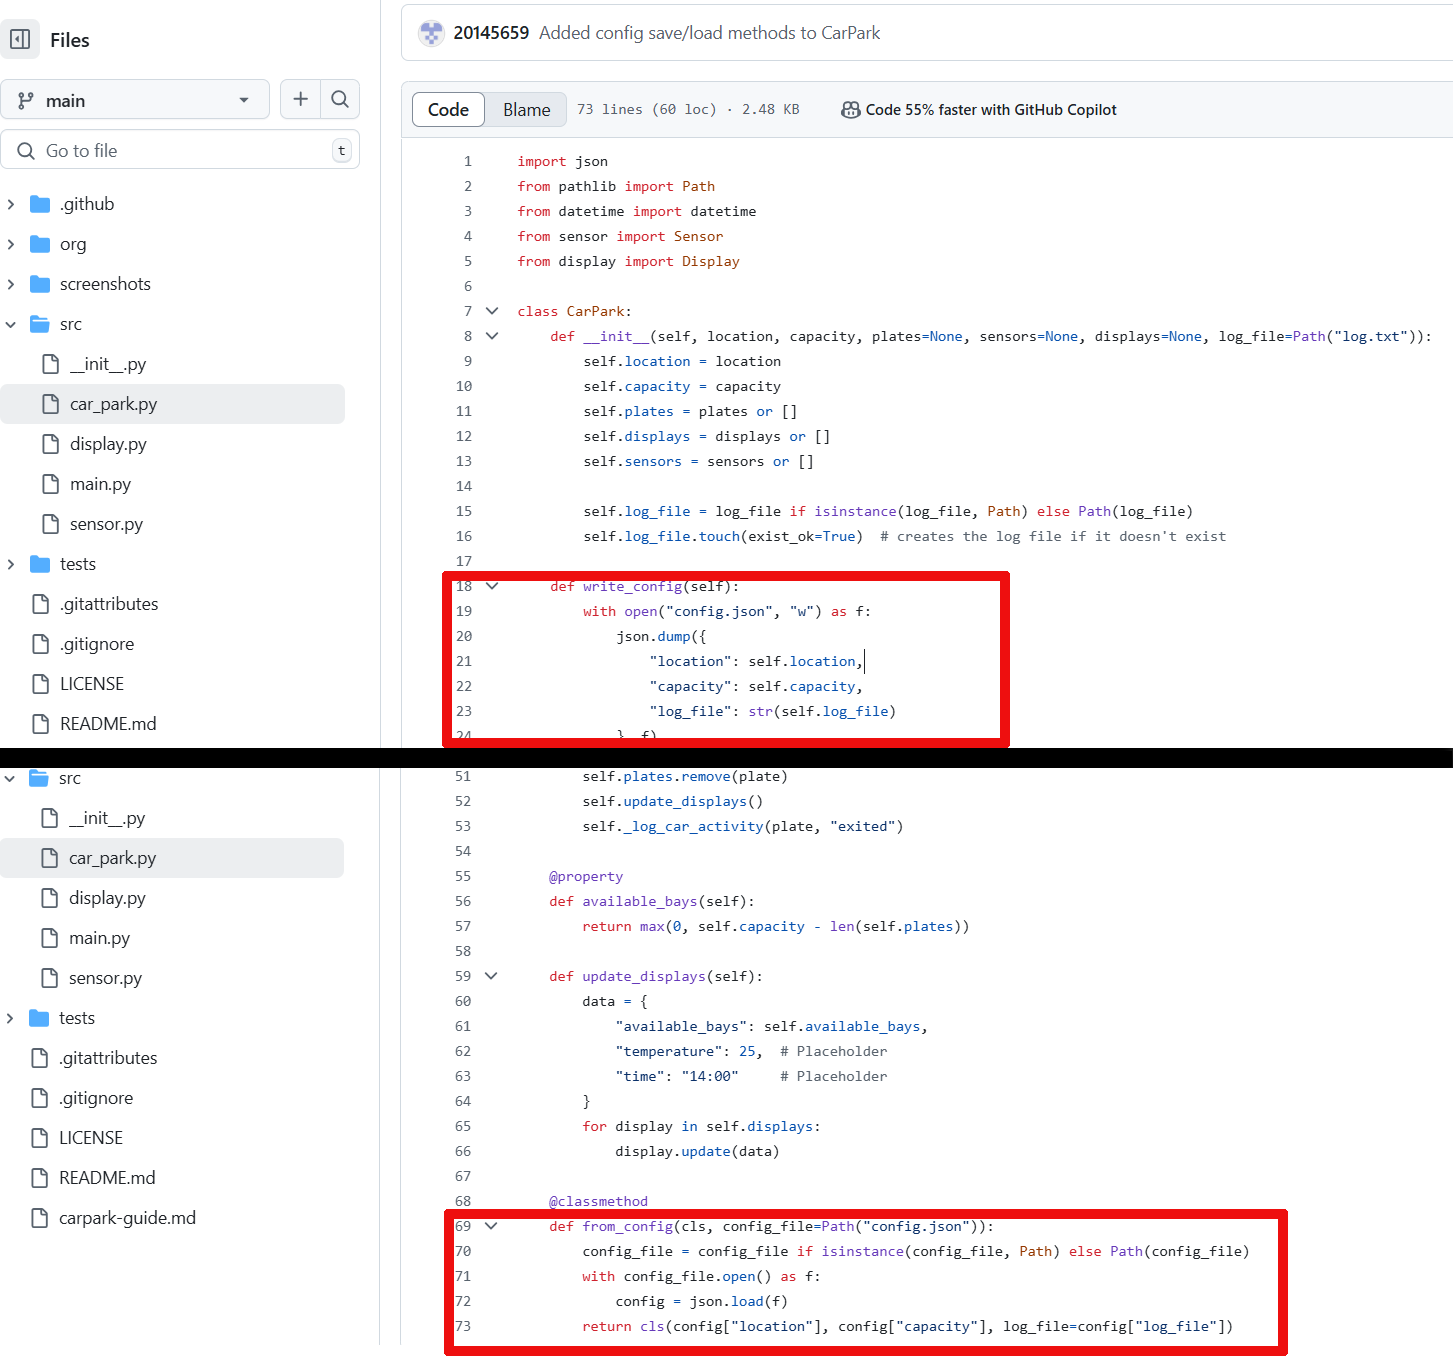 Files
main
Go to file
t
.github
org
screenshots
src
__init__.py
car_park.py
display.py
main.py
sensor.py
tests
.gitattributes
.gitignore
LICENSE
README.md
20145659 Added config save/load methods to CarPark
Code Blame 73 lines (60 loc) · 2.48 KB Code 55% faster with GitHub Copilot
1 import json
2 from pathlib import Path
3 from datetime import datetime
4 from sensor import Sensor
5 from display import Display
6
7 class CarPark:
8     def __init__(self, location, capacity, plates=None, sensors=None, displays=None, log_file=Path("log.txt")):
9         self.location = location
10         self.capacity = capacity
11         self.plates = plates or []
12         self.displays = displays or []
13         self.sensors = sensors or []
14
15         self.log_file = log_file if isinstance(log_file, Path) else Path(log_file)
16         self.log_file.touch(exist_ok=True)  # creates the log file if it doesn't exist
17
18     def write_config(self):
19         with open("config.json", "w") as f:
20             json.dump({
21                 "location": self.location,
22                 "capacity": self.capacity,
23                 "log_file": str(self.log_file)
24             }, f)
src
__init__.py
car_park.py
display.py
main.py
sensor.py
tests
.gitattributes
.gitignore
LICENSE
README.md
carpark-guide.md
51         self.plates.remove(plate)
52         self.update_displays()
53         self._log_car_activity(plate, "exited")
54
55     @property
56     def available_bays(self):
57         return max(0, self.capacity - len(self.plates))
58
59     def update_displays(self):
60         data = {
61             "available_bays": self.available_bays,
62             "temperature": 25,  # Placeholder
63             "time": "14:00"     # Placeholder
64         }
65         for display in self.displays:
66             display.update(data)
67
68     @classmethod
69     def from_config(cls, config_file=Path("config.json")):
70         config_file = config_file if isinstance(config_file, Path) else Path(config_file)
71         with config_file.open() as f:
72             config = json.load(f)
73         return cls(config["location"], config["capacity"], log_file=config["log_file"])